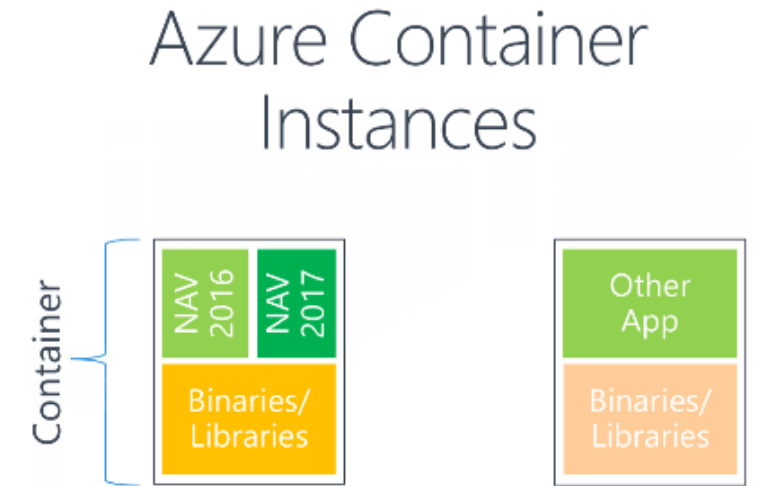 Azure Container
Instances
Container
NAV
2016
NAV
2017
Binaries/
Libraries
Other
App
Binaries/
Libraries